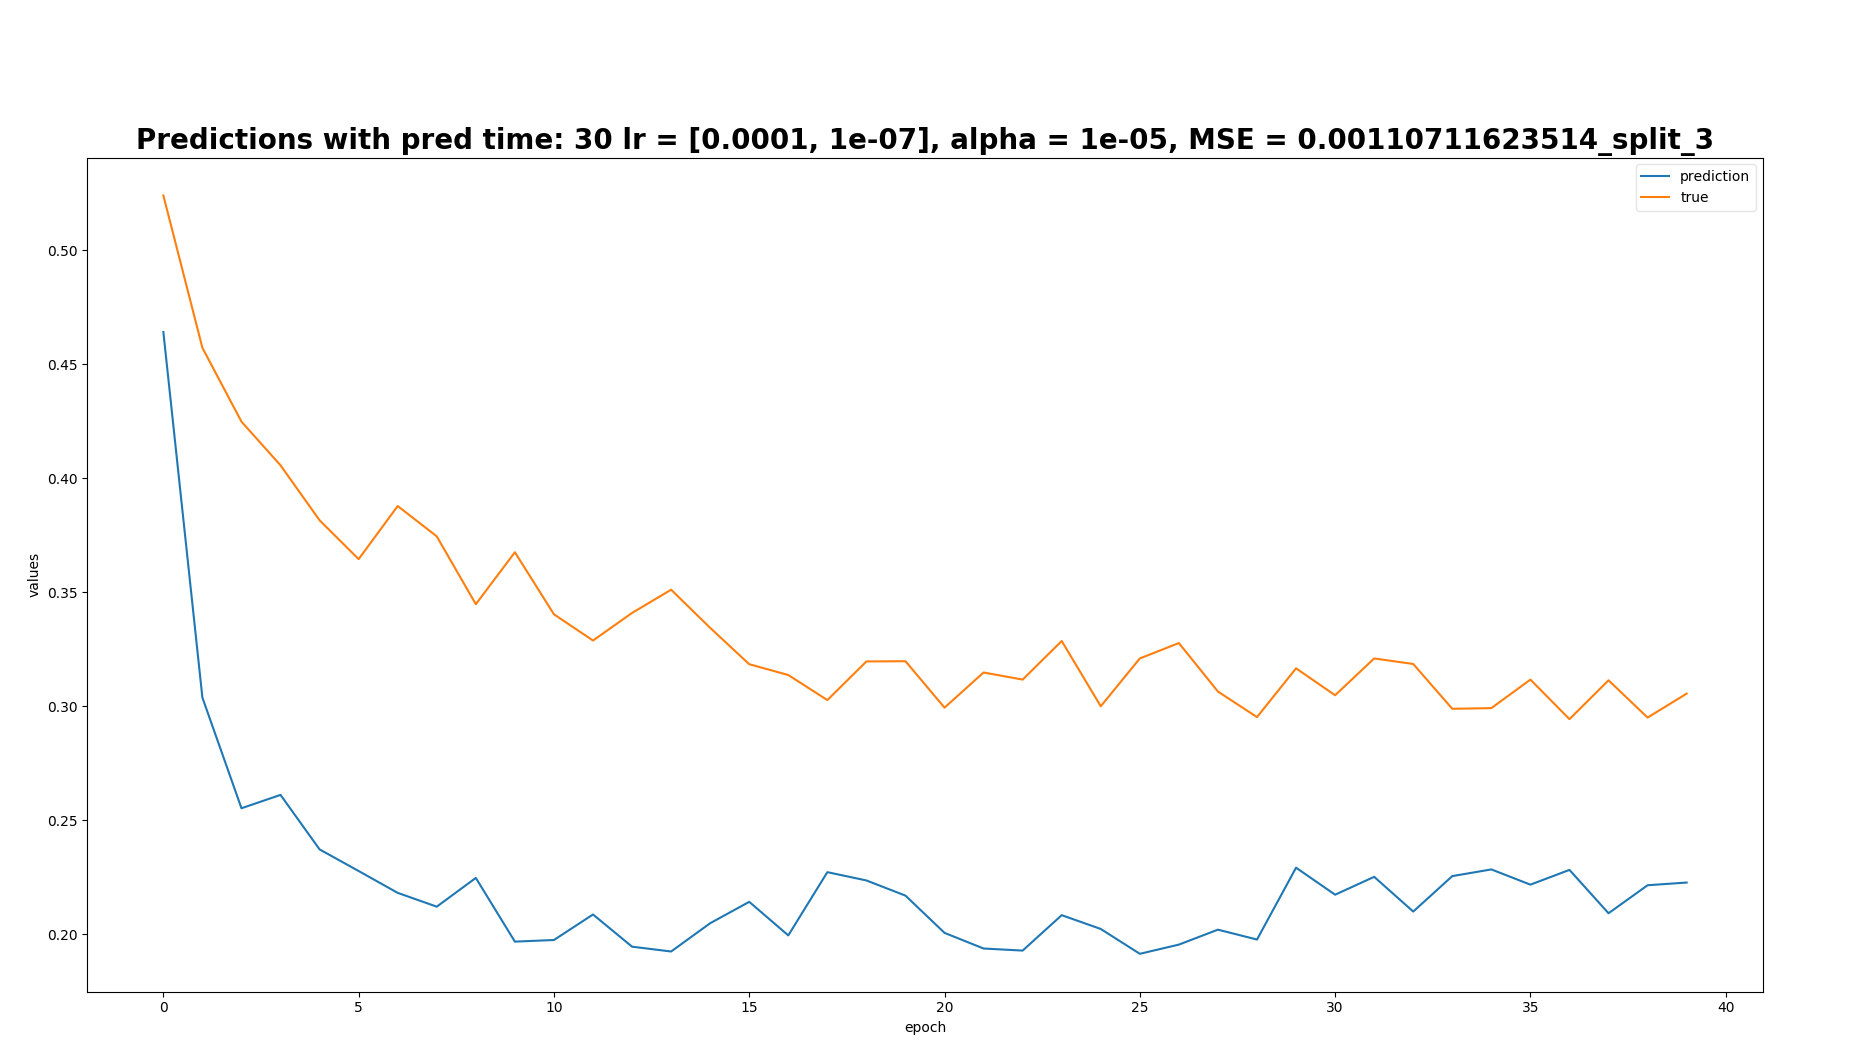 Predictions with pred time: 30 lr = [0.0001, 1e-07], alpha = 1e-05, MSE = 0.00110711623514_split_3
prediction
true
0.50
0.45
0.40
0.35
0.30
0.25
0.20
values
0 5 10 15 20 25 30 35 40
epoch